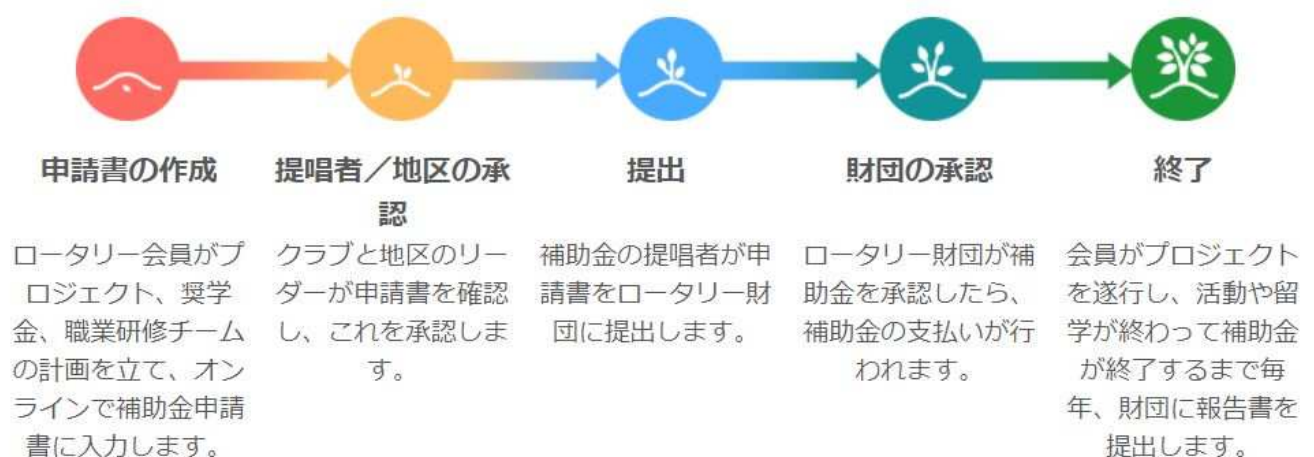 申請書の作成
ロータリー会員がプ
ロジェクト、奨学
金、職業研修チーム
の計画を立て、オン
ラインで補助金申請
書に入力します。
提唱者／地区の承
認
クラブと地区のリー
ダーが申請書を確認
し、これを承認しま
す。
提出
補助金の提唱者が申
請書をロータリー財
団に提出します。
財団の承認
ロータリー財団が補
助金を承認したら、
補助金の支払いが行
われます。
終了
会員がプロジェクト
を遂行し、活動や留
学が終わって補助金
が終了するまで毎
年、財団に報告書を
提出します。